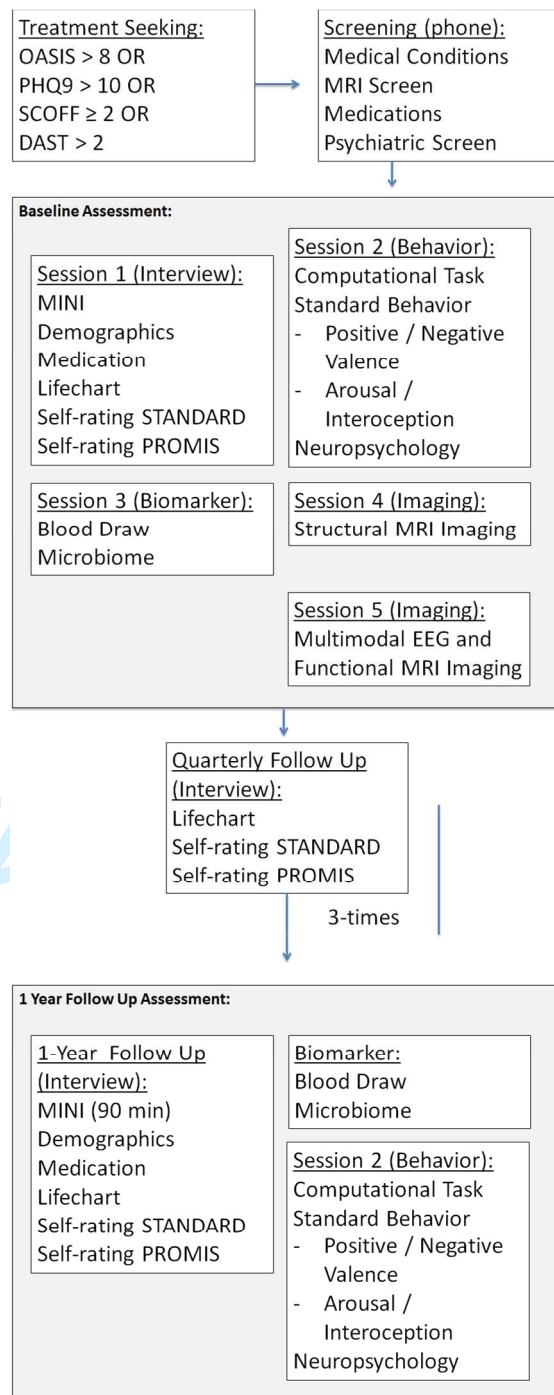 Treatment Seeking:
OASIS > 8 OR
PHQ9 > 10 OR
SCOFF ≥ 2 OR
DAST > 2
Screening (phone):
Medical Conditions
MRI Screen
Medications
Psychiatric Screen
Baseline Assessment:
Session 1 (Interview):
MINI
Demographics
Medication
Lifechart
Self-rating STANDARD
Self-rating PROMIS
Session 2 (Behavior):
Computational Task
Standard Behavior
- Positive / Negative
Valence
- Arousal /
Interoception
Neuropsychology
Session 3 (Biomarker):
Blood Draw
Microbiome
Session 4 (Imaging):
Structural MRI Imaging
Session 5 (Imaging):
Multimodal EEG and
Functional MRI Imaging
Quarterly Follow Up
(Interview):
Lifechart
Self-rating STANDARD
Self-rating PROMIS
3-times
1 Year Follow Up Assessment:
1-Year Follow Up
(Interview):
MINI (90 min)
Demographics
Medication
Lifechart
Self-rating STANDARD
Self-rating PROMIS
Biomarker:
Blood Draw
Microbiome
Session 2 (Behavior):
Computational Task
Standard Behavior
- Positive / Negative
Valence
- Arousal /
Interoception
Neuropsychology